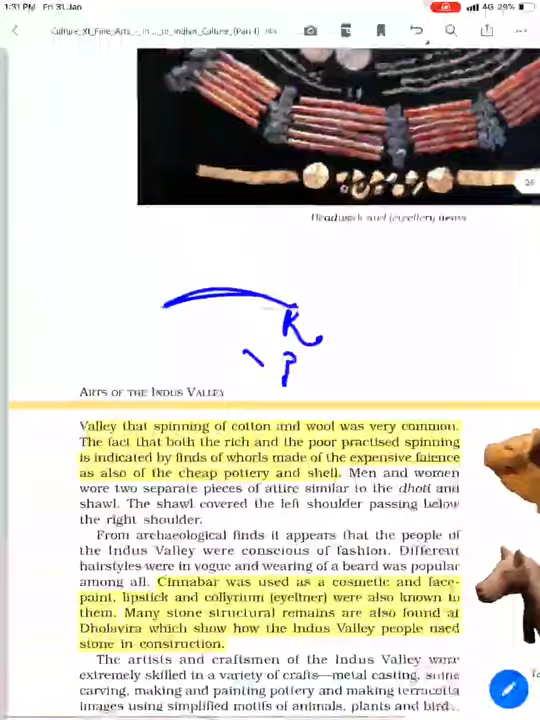 1:31 PM Fri 31 Jan
4G 29%
Culture_XI_Fine_Arts_-_In ..._to_Indian_Culture_(Part-I)
26
Beadwork and jewellery items
K
P
ARTS OF THE INDUS VALLEY
Valley that spinning of cotton and wool was very common.
The fact that both the rich and the poor practised spinning
is indicated by finds of whorls made of the expensive faience
as also of the cheap pottery and shell. Men and women
wore two separate pieces of attire similar to the dhoti and
shawl. The shawl covered the left shoulder passing below
the right shoulder.
From archaeological finds it appears that the people of
the Indus Valley were conscious of fashion. Different
hairstyles were in vogue and wearing of a beard was popular
among all. Cinnabar was used as a cosmetic and face-
paint, lipstick and collyrium (eyeliner) were also known to
them. Many stone structural remains are also found at
Dholavira which show how the Indus Valley people used
stone in construction.
The artists and craftsmen of the Indus Valley were
extremely skilled in a variety of crafts—metal casting, stone
carving, making and painting pottery and making terracotta
images using simplified motifs of animals, plants and birds.